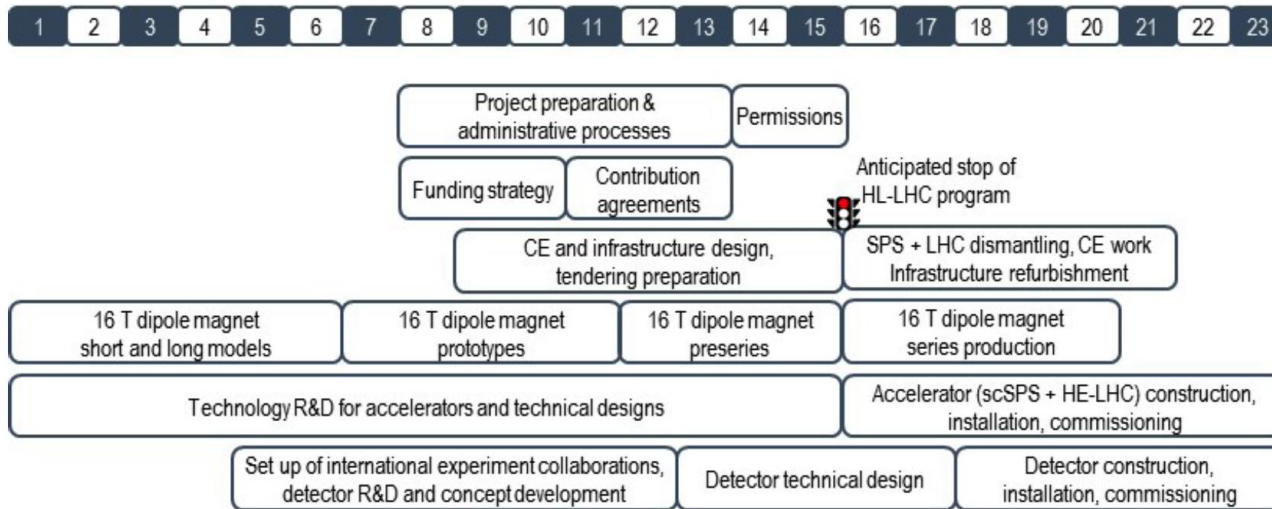 1 2 3 4 5 6 7 8 9 10 11 12 13 14 15 16 17 18 19 20 21 22 23
Project preparation &
administrative processes
Permissions
Funding strategy
Contribution
agreements
Anticipated stop of
HL-LHC program
CE and infrastructure design,
tendering preparation
SPS + LHC dismantling, CE work
Infrastructure refurbishment
16 T dipole magnet
short and long models
16 T dipole magnet
prototypes
16 T dipole magnet
preseries
16 T dipole magnet
series production
Technology R&D for accelerators and technical designs
Accelerator (scSPS + HE-LHC) construction,
installation, commissioning
Set up of international experiment collaborations,
detector R&D and concept development
Detector technical design
Detector construction,
installation, commissioning